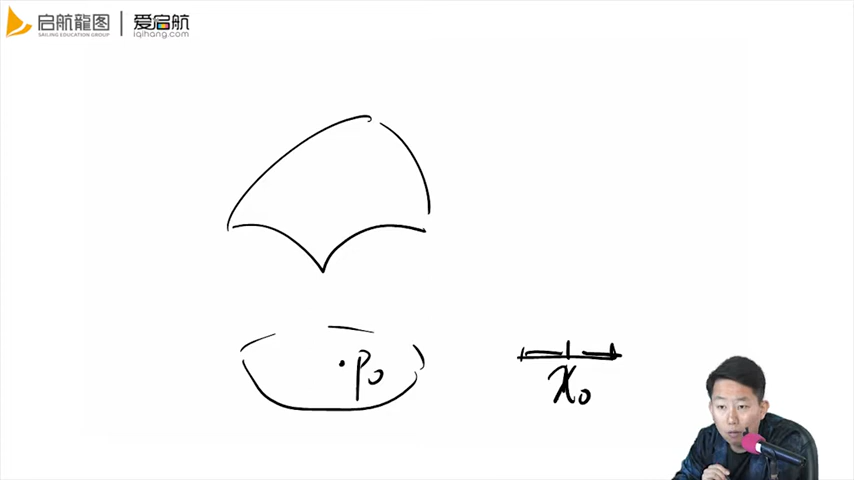 启航龍图 爱启航
SAILING EDUCATION GROUP iqihang.com
P₀
x₀